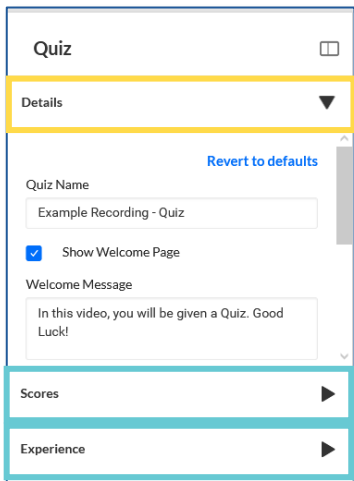 Quiz
Details
Revert to defaults
Quiz Name
Example Recording - Quiz
Show Welcome Page
Welcome Message
In this video, you will be given a Quiz. Good
Luck!
Scores
Experience